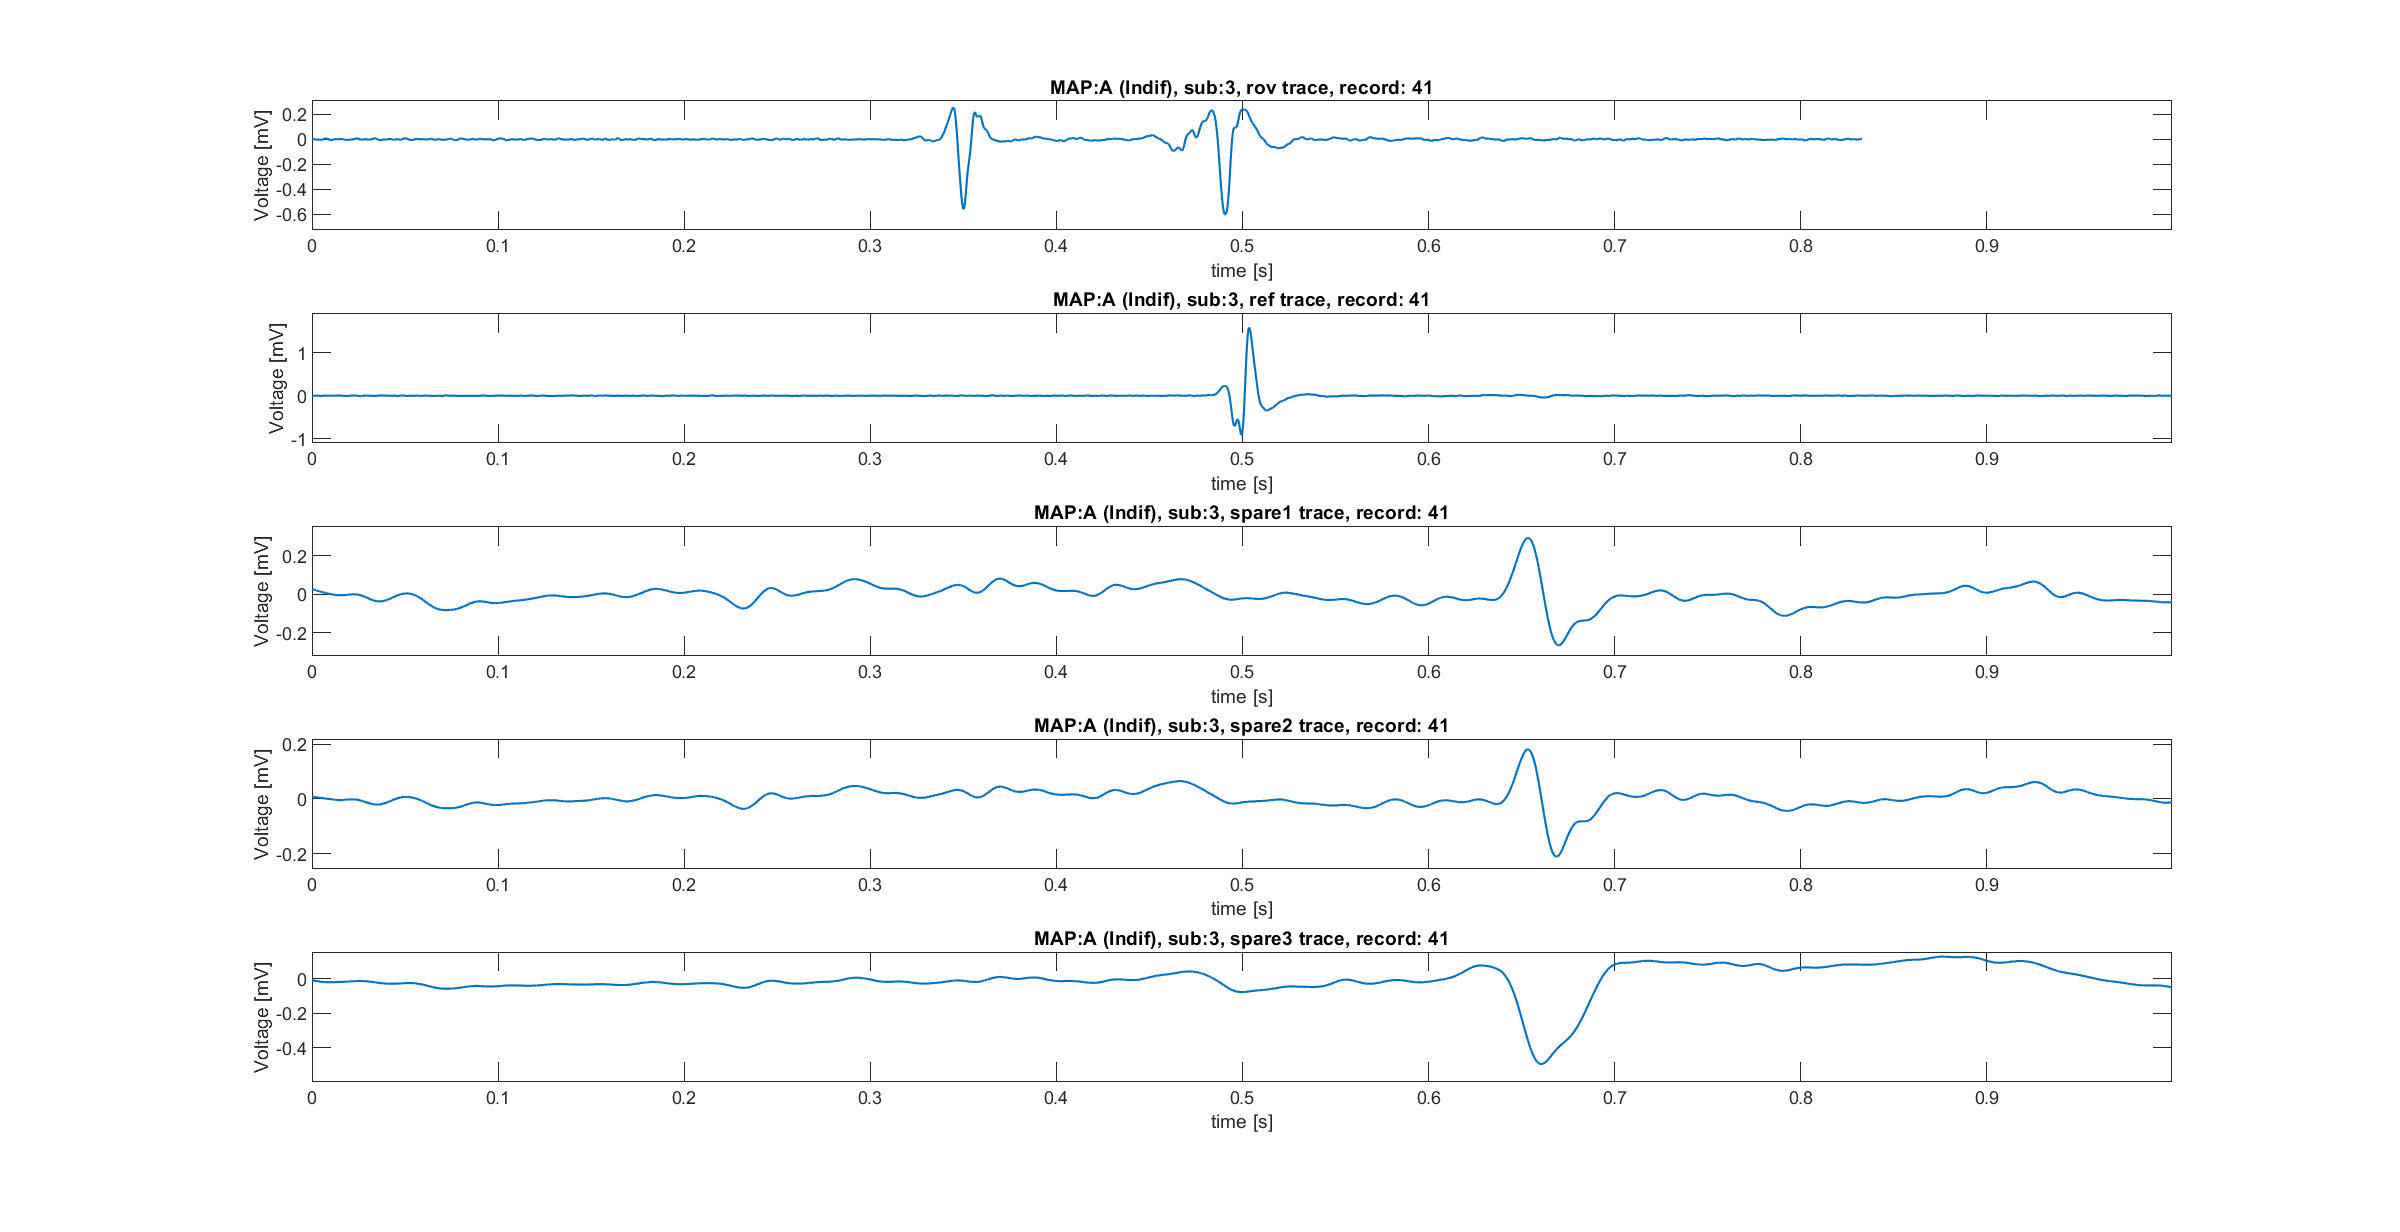 MAP:A (Indif), sub:3, rov trace, record: 41
Voltage [mV]
0.2
0
-0.2
-0.4
-0.6
0 0.1 0.2 0.3 0.4 0.5 0.6 0.7 0.8 0.9
time [s]
MAP:A (Indif), sub:3, ref trace, record: 41
Voltage [mV]
1
0
-1
0 0.1 0.2 0.3 0.4 0.5 0.6 0.7 0.8 0.9
time [s]
MAP:A (Indif), sub:3, spare1 trace, record: 41
Voltage [mV]
0.2
0
-0.2
0 0.1 0.2 0.3 0.4 0.5 0.6 0.7 0.8 0.9
time [s]
MAP:A (Indif), sub:3, spare2 trace, record: 41
Voltage [mV]
0.2
0
-0.2
0 0.1 0.2 0.3 0.4 0.5 0.6 0.7 0.8 0.9
time [s]
MAP:A (Indif), sub:3, spare3 trace, record: 41
Voltage [mV]
0
-0.2
-0.4
0 0.1 0.2 0.3 0.4 0.5 0.6 0.7 0.8 0.9
time [s]